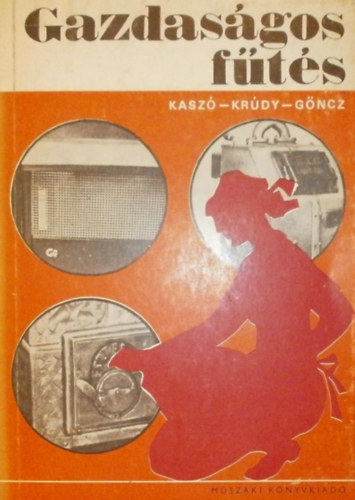 Gazdaságos
fűtés
KASZÓ—KRÚDY—GÖNCZ
MŰSZAKI KÖNYVKIADÓ